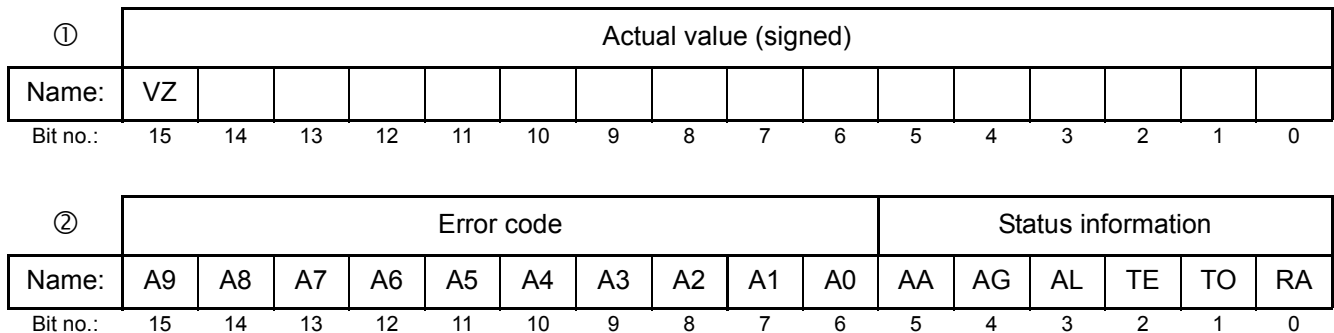 ① Actual value (signed)
Name: VZ
Bit no.: 15 14 13 12 11 10 9 8 7 6 5 4 3 2 1 0
② Error code Status information
Name: A9 A8 A7 A6 A5 A4 A3 A2 A1 A0 AA AG AL TE TO RA
Bit no.: 15 14 13 12 11 10 9 8 7 6 5 4 3 2 1 0